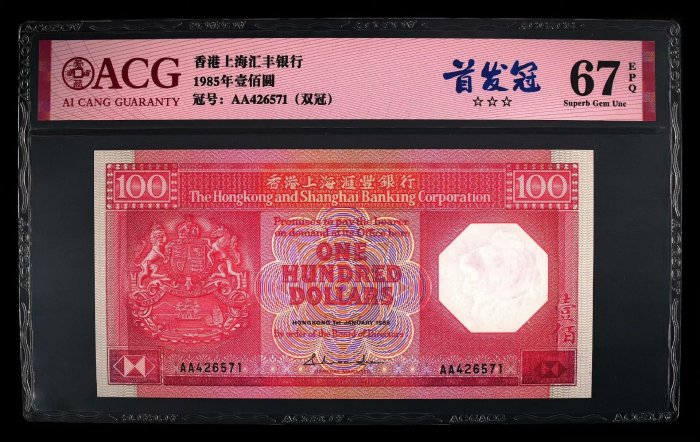 ACG
AI CANG GUARANTY
香港上海汇丰银行
1985年壹佰圆
冠号：AA426571（双冠）
首发冠
☆☆☆
67
EPQ
Superb Gem Unc
100
香港上海滙豐銀行
100
The Hongkong and Shanghai Banking Corporation
Promises to pay the bearer
on demand at its Office here
ONE
HUNDRED
DOLLARS
HONGKONG 1st JANUARY 1985
By order of the Board of Directors
壹佰
AA426571
AA426571